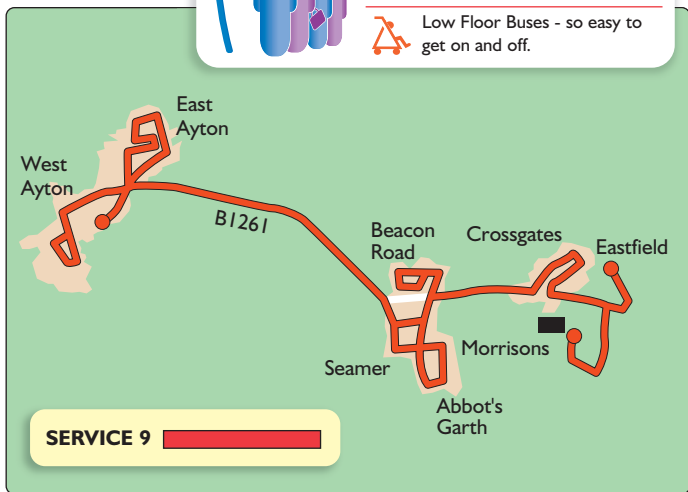 Low Floor Buses - so easy to
get on and off.
East
Ayton
West
Ayton
B1261
Beacon
Road
Crossgates
Eastfield
Morrisons
Seamer
Abbot's
Garth
SERVICE 9